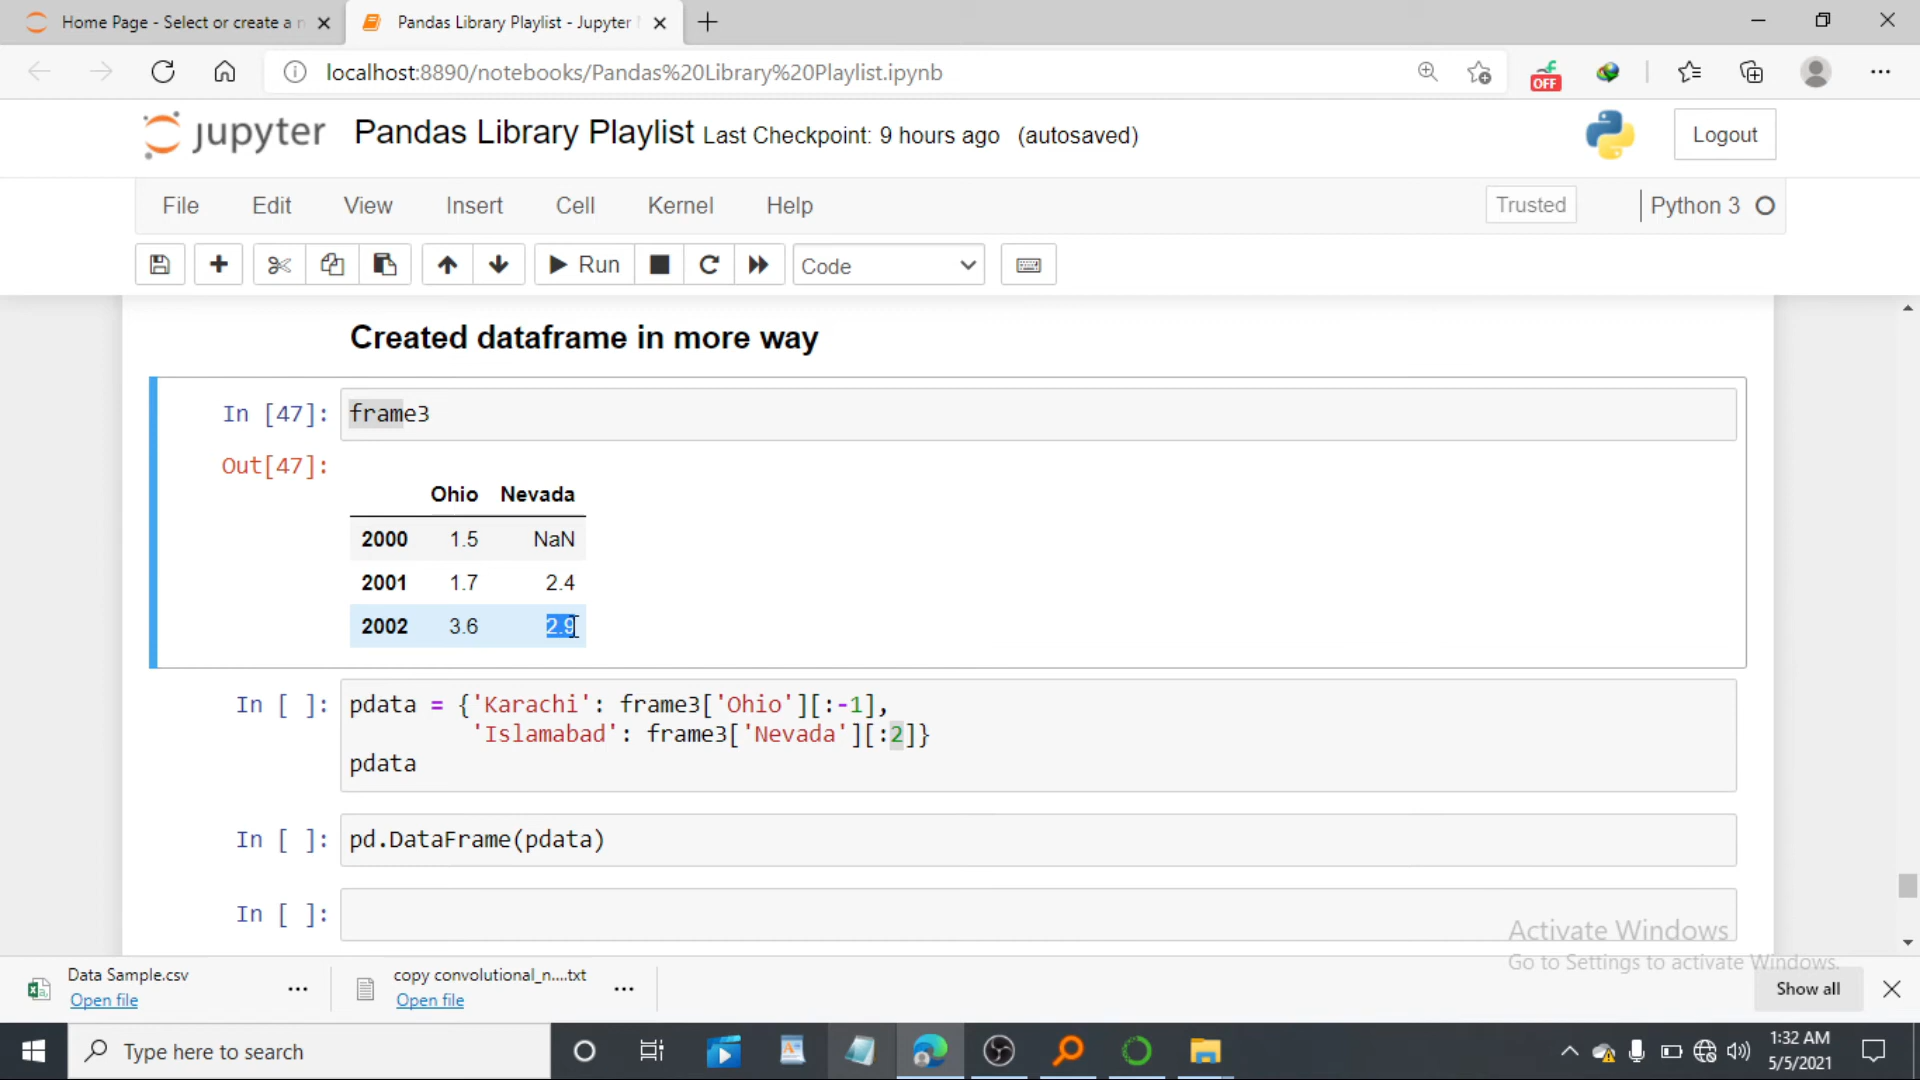 Home Page - Select or create a n
Pandas Library Playlist - Jupyter
localhost:8890/notebooks/Pandas%20Library%20Playlist.ipynb
OFF
jupyter Pandas Library Playlist Last Checkpoint: 9 hours ago (autosaved)
Logout
File Edit View Insert Cell Kernel Help
Trusted
Python 3
Run
Code
Created dataframe in more way
In [47]: frame3
Out[47]:
Ohio Nevada
2000 1.5 NaN
2001 1.7 2.4
2002 3.6 2.9
In [ ]: pdata = {'Karachi': frame3['Ohio'][:-1],
'Islamabad': frame3['Nevada'][:2]}
pdata
In [ ]: pd.DataFrame(pdata)
In [ ]:
Activate Windows
Go to Settings to activate Windows.
Data Sample.csv
Open file
copy convolutional_n....txt
Open file
Show all
Type here to search
1:32 AM
5/5/2021